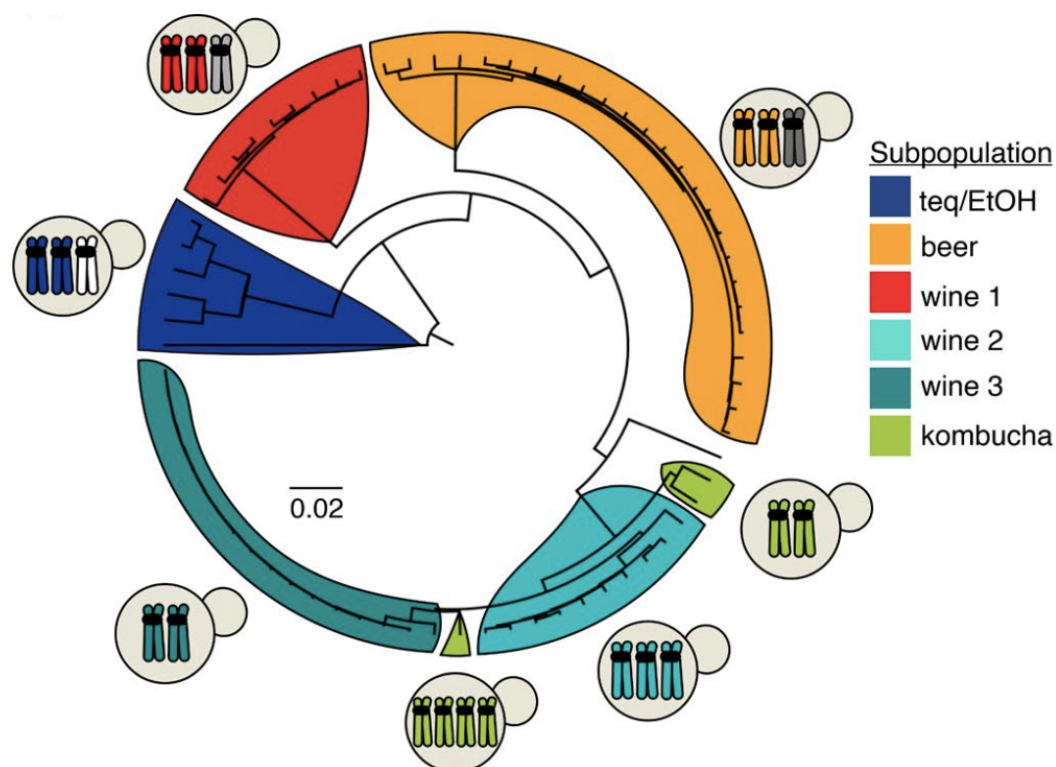 Subpopulation
teq/EtOH
beer
wine 1
wine 2
wine 3
kombucha
0.02